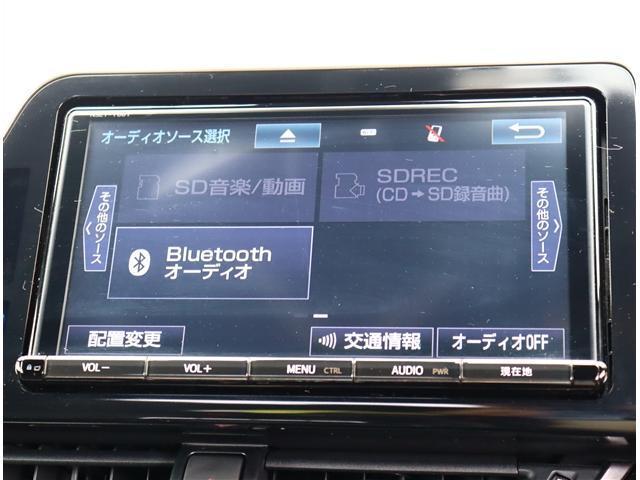 オーディオソース選択
SD音楽/動画
SDREC
(CD→SD録音曲)
その他のソース
その他のソース
Bluetooth
オーディオ
配置変更
交通情報
オーディオOFF
VOL−
VOL+
MENU CTRL
AUDIO PWR
現在地